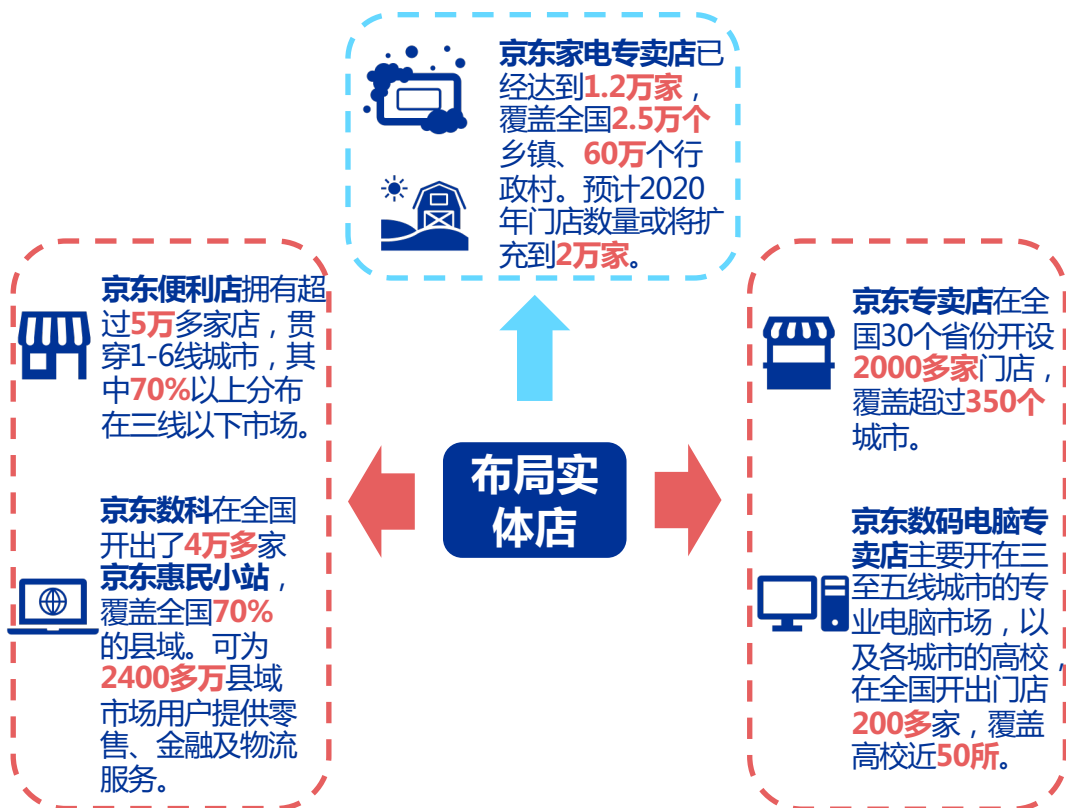 京东家电专卖店已
经达到1.2万家，
覆盖全国2.5万个
乡镇、60万个行
政村。预计2020
年门店数量或将扩
充到2万家。
京东便利店拥有超
过5万多家店，贯
穿1-6线城市，其
中70%以上分布
在三线以下市场。
京东数科在全国
开出了4万多家
京东惠民小站，
覆盖全国70%
的县域。可为
2400多万县域
市场用户提供零
售、金融及物流
服务。
布局实
体店
京东专卖店在全
国30个省份开设
2000多家门店，
覆盖超过350个
城市。
京东数码电脑专
卖店主要开在三
至五线城市的专
业电脑市场，以
及各城市的高校，
在全国开出门店
200多家，覆盖
高校近50所。